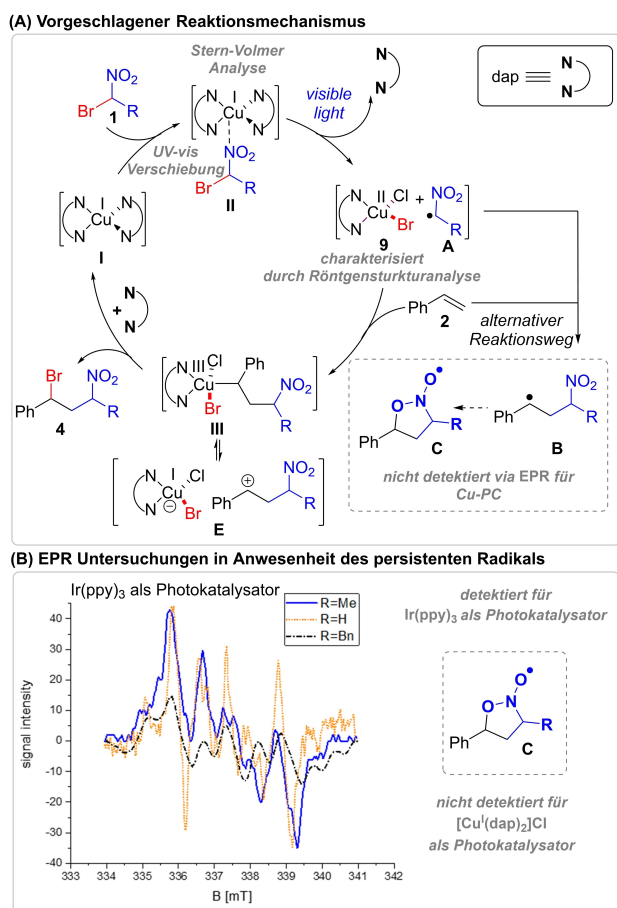 (A) Vorgeschlagener Reaktionsmechanismus
Stern-Volmer
Analyse
N
N
dap
N
N
NO2
Br
R
1
I
N
N
Cu
N
N
visible
light
UV-vis
Verschiebung
NO2
Br
R
II
I
N
N
Cu
N
N
I
II
N
Cl
Cu
N
Br
9
+
NO2
R
A
charakterisiert
durch Röntgensturkturanalyse
Ph
2
alternativer
Reaktionsweg
N
+
N
Br
NO2
Ph
R
4
N
III
Cl
Ph
Cu
N
Br
NO2
R
III
O
O
N
R
Ph
C
NO2
Ph
R
B
nicht detektiert via EPR für
Cu-PC
N
I
Cl
Cu
N
Br
NO2
Ph
R
E
(B) EPR Untersuchungen in Anwesenheit des persistenten Radikals
Ir(ppy)3 als Photokatalysator
R=Me
R=H
R=Bn
signal intensity
40
30
20
10
0
-10
-20
-30
-40
333 334 335 336 337 338 339 340 341 342
B [mT]
detektiert für
Ir(ppy)3 als Photokatalysator
O
O
N
R
Ph
C
nicht detektiert für
[CuI(dap)2]Cl
als Photokatalysator